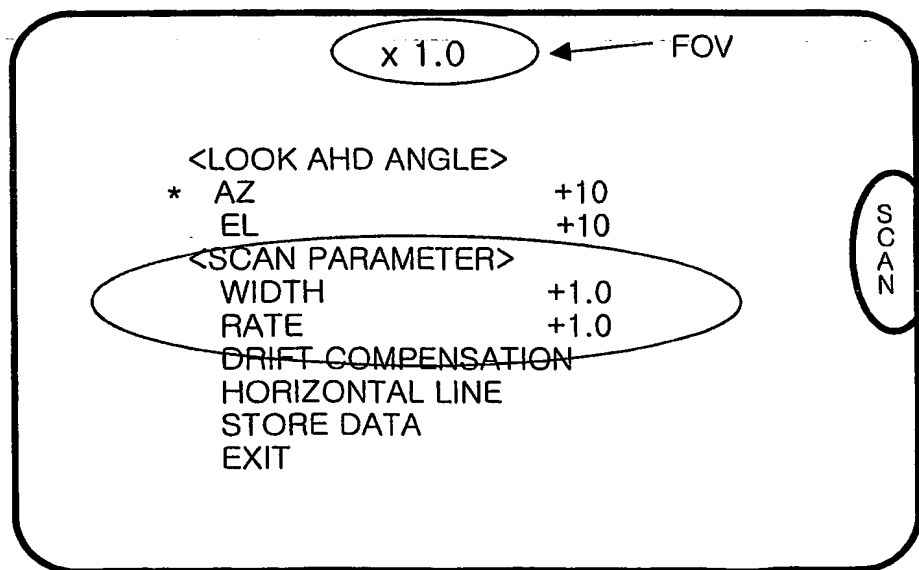 x 1.0
FOV
<LOOK AHD ANGLE>
* AZ +10
EL +10
<SCAN PARAMETER>
WIDTH +1.0
RATE +1.0
DRIFT COMPENSATION
HORIZONTAL LINE
STORE DATA
EXIT
SCAN